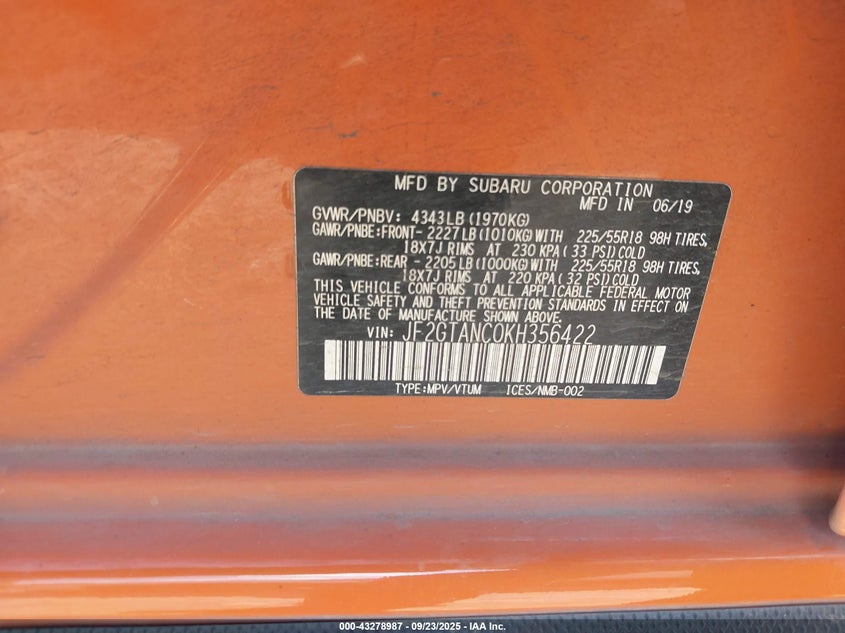 MFD BY SUBARU CORPORATION
MFD IN 06/19
GVWR/PNBV: 4343LB (1970KG)
GAWR/PNBE:FRONT- 2227LB (1010KG) WITH 225/55R18 98H TIRES,
18X7J RIMS AT 230 KPA (33 PSI) COLD
GAWR/PNBE:REAR - 2205LB (1000KG) WITH 225/55R18 98H TIRES,
18X7J RIMS AT 220 KPA (32 PSI) COLD
THIS VEHICLE CONFORMS TO ALL APPLICABLE FEDERAL MOTOR
VEHICLE SAFETY AND THEFT PREVENTION STANDARDS IN EFFECT ON
THE DATE OF MANUFACTURE SHOWN ABOVE.
VIN: JF2GTANC0KH356422
TYPE:MPV/VTUM ICES/NMB-002
000-43278987 - 09/23/2025 - IAA Inc.